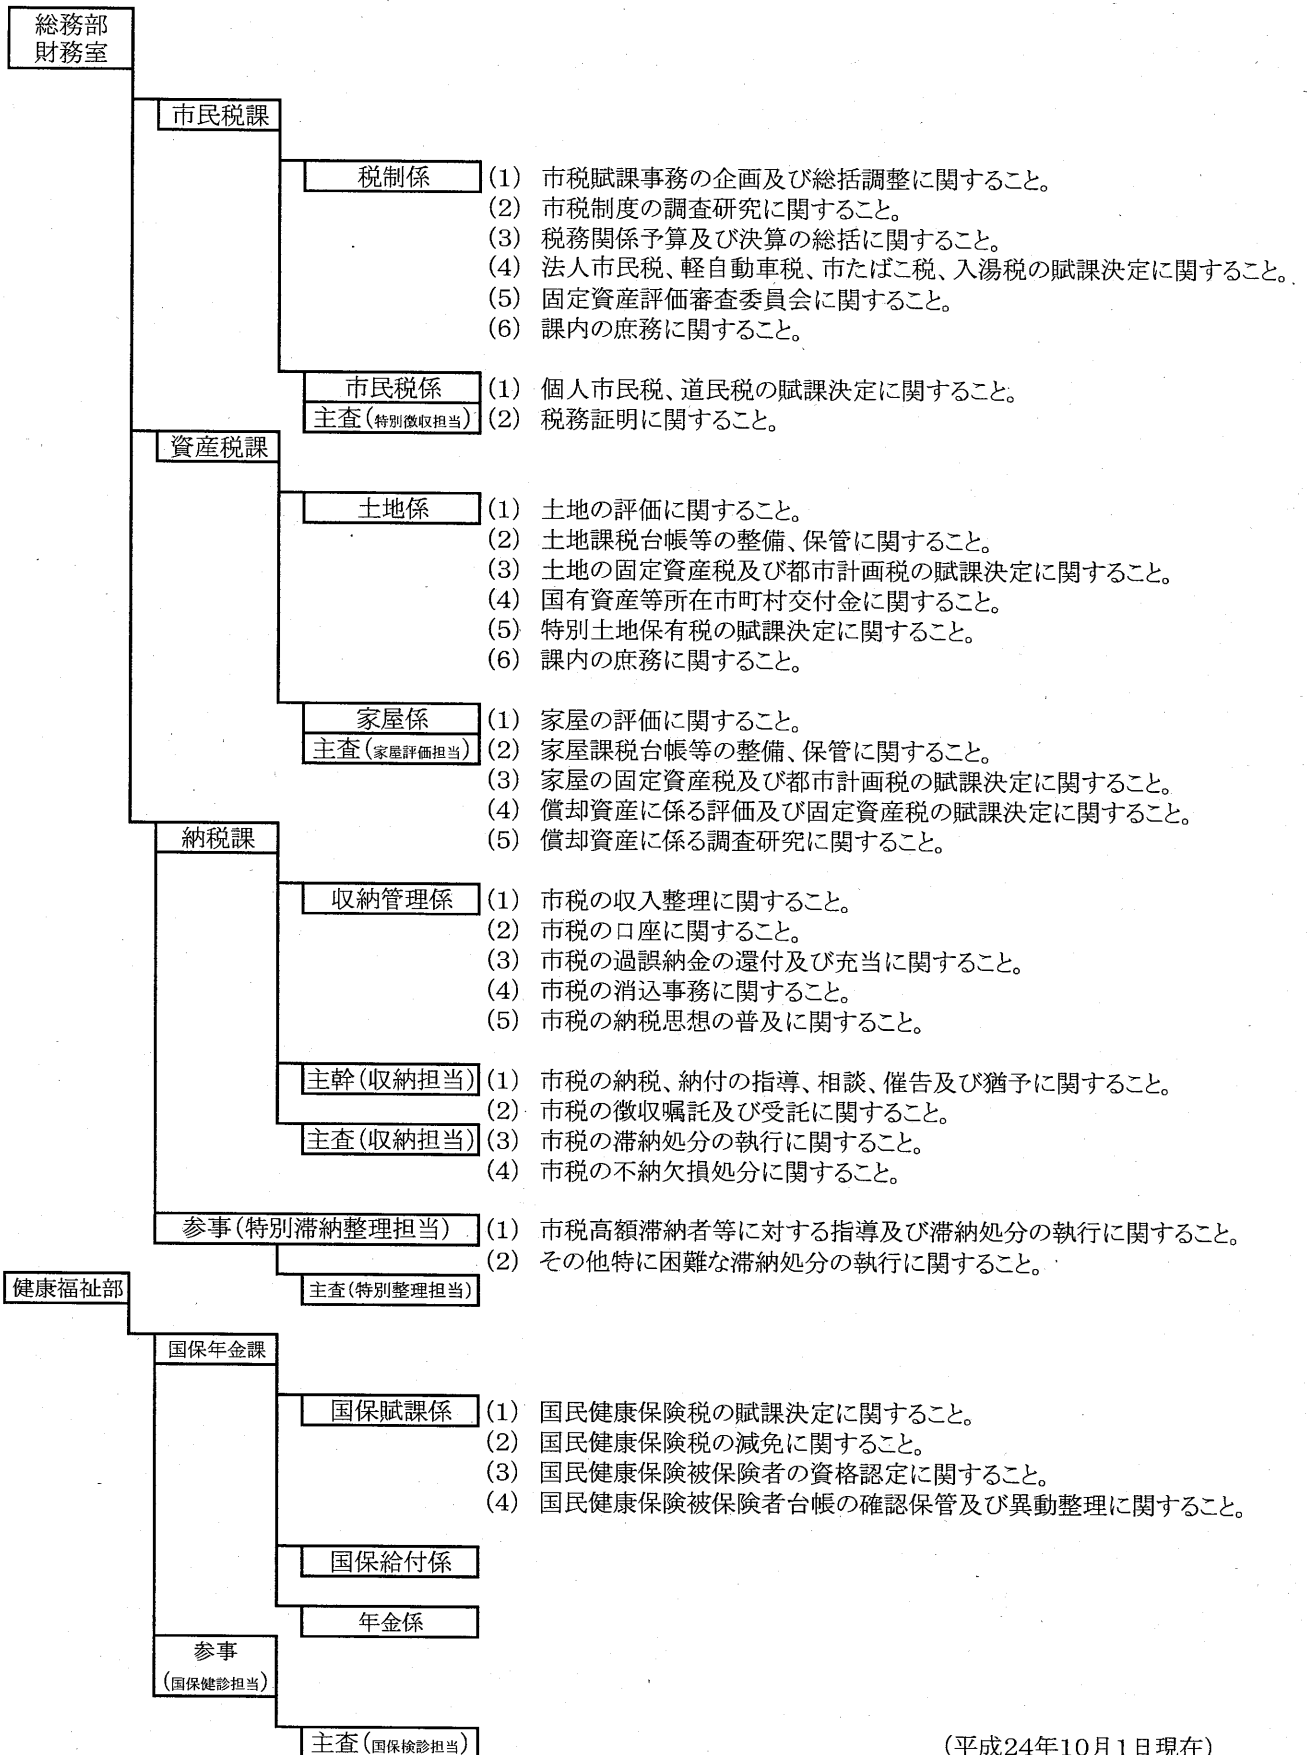 総務部
財務室
市民税課
税制係 (1) 市税賦課事務の企画及び総括調整に関すること。
(2) 市税制度の調査研究に関すること。
(3) 税務関係予算及び決算の総括に関すること。
(4) 法人市民税、軽自動車税、市たばこ税、入湯税の賦課決定に関すること。
(5) 固定資産評価審査委員会に関すること。
(6) 課内の庶務に関すること。
市民税係 (1) 個人市民税、道民税の賦課決定に関すること。
主査(特別徴収担当) (2) 税務証明に関すること。
資産税課
土地係 (1) 土地の評価に関すること。
(2) 土地課税台帳等の整備、保管に関すること。
(3) 土地の固定資産税及び都市計画税の賦課決定に関すること。
(4) 国有資産等所在市町村交付金に関すること。
(5) 特別土地保有税の賦課決定に関すること。
(6) 課内の庶務に関すること。
家屋係 (1) 家屋の評価に関すること。
主査(家屋評価担当) (2) 家屋課税台帳等の整備、保管に関すること。
(3) 家屋の固定資産税及び都市計画税の賦課決定に関すること。
(4) 償却資産に係る評価及び固定資産税の賦課決定に関すること。
(5) 償却資産に係る調査研究に関すること。
納税課
収納管理係 (1) 市税の収入整理に関すること。
(2) 市税の口座に関すること。
(3) 市税の過誤納金の還付及び充当に関すること。
(4) 市税の消込事務に関すること。
(5) 市税の納税思想の普及に関すること。
主幹(収納担当) (1) 市税の納税、納付の指導、相談、催告及び猶予に関すること。
(2) 市税の徴収嘱託及び受託に関すること。
主査(収納担当) (3) 市税の滞納処分の執行に関すること。
(4) 市税の不納欠損処分に関すること。
参事(特別滞納整理担当) (1) 市税高額滞納者等に対する指導及び滞納処分の執行に関すること。
(2) その他特に困難な滞納処分の執行に関すること。
主査(特別整理担当)
健康福祉部
国保年金課
国保賦課係 (1) 国民健康保険税の賦課決定に関すること。
(2) 国民健康保険税の減免に関すること。
(3) 国民健康保険被保険者の資格認定に関すること。
(4) 国民健康保険被保険者台帳の確認保管及び異動整理に関すること。
国保給付係
年金係
参事
(国保健診担当)
主査(国保検診担当)
(平成24年10月1日現在)